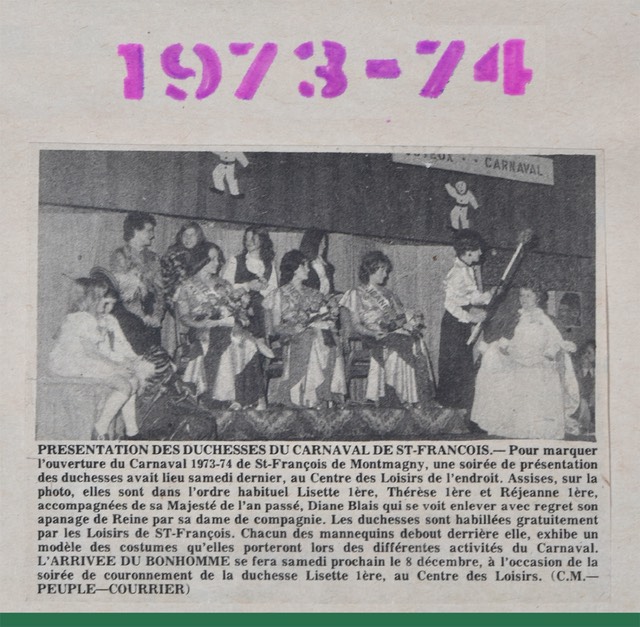 1973-74
JOYEUX . . CARNAVAL
PRESENTATION DES DUCHESSES DU CARNAVAL DE ST-FRANCOIS.— Pour marquer
l'ouverture du Carnaval 1973-74 de St-François de Montmagny, une soirée de présentation
des duchesses avait lieu samedi dernier, au Centre des Loisirs de l'endroit. Assises, sur la
photo, elles sont dans l'ordre habituel Lisette 1ère, Thérèse 1ère et Réjeanne 1ère,
accompagnées de sa Majesté de l'an passé, Diane Blais qui se voit enlever avec regret son
apanage de Reine par sa dame de compagnie. Les duchesses sont habillées gratuitement
par les Loisirs de ST-François. Chacun des mannequins debout derrière elle, exhibe un
modèle des costumes qu'elles porteront lors des différentes activités du Carnaval.
L'ARRIVEE DU BONHOMME se fera samedi prochain le 8 décembre, à l'occasion de la
soirée de couronnement de la duchesse Lisette 1ère, au Centre des Loisirs. (C.M.—
PEUPLE—COURRIER)